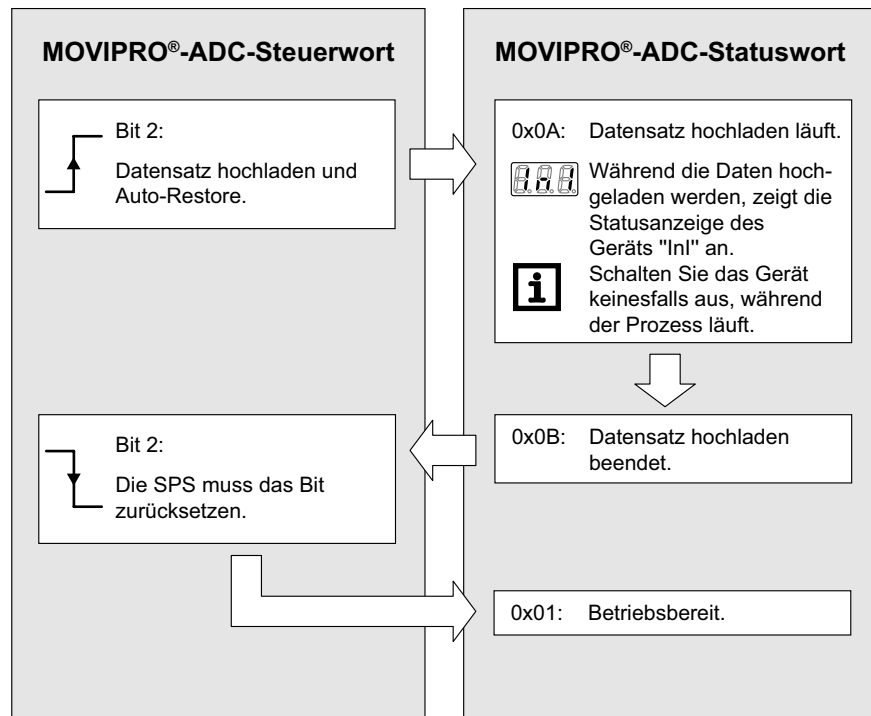 MOVIPRO®-ADC-Steuerwort
Bit 2:
Datensatz hochladen und
Auto-Restore.
Bit 2:
Die SPS muss das Bit
zurücksetzen.
MOVIPRO®-ADC-Statuswort
0x0A: Datensatz hochladen läuft.
InI
Während die Daten hoch-
geladen werden, zeigt die
Statusanzeige des
Geräts "InI" an.
i
Schalten Sie das Gerät
keinesfalls aus, während
der Prozess läuft.
0x0B: Datensatz hochladen
beendet.
0x01: Betriebsbereit.